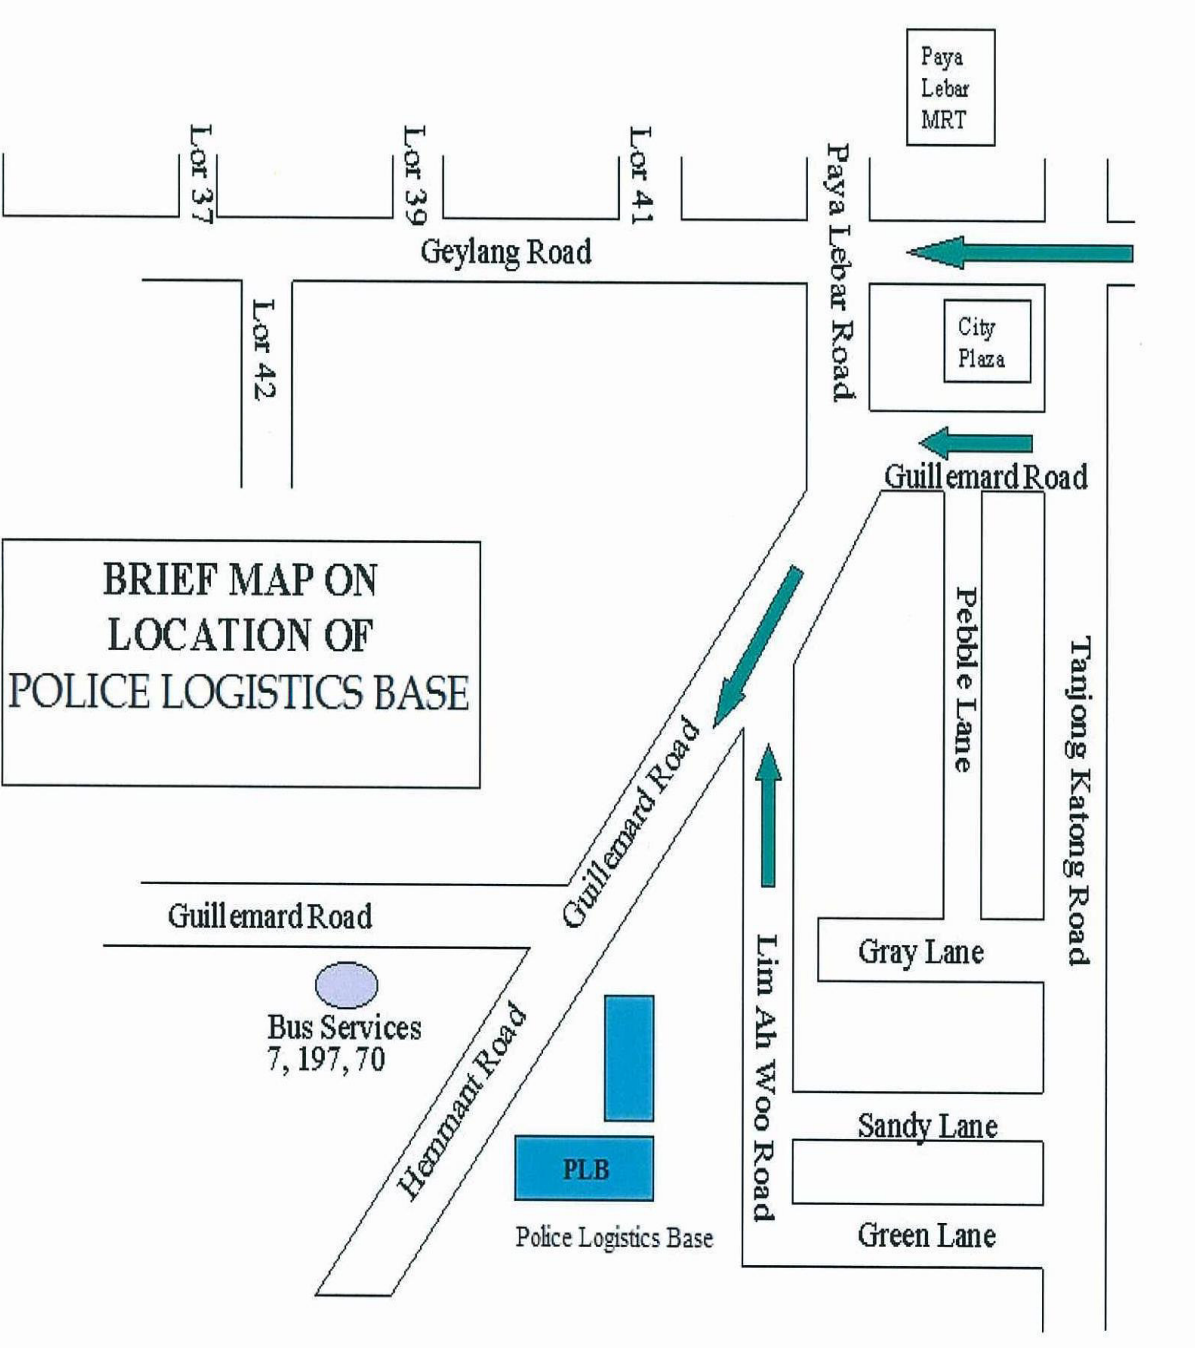 Paya
Lebar
MRT
Lor 37
Lor 39
Lor 41
Paya Lebar Road
Geylang Road
Lor 42
City
Plaza
Guillemard Road
BRIEF MAP ON
LOCATION OF
POLICE LOGISTICS BASE
Pebble Lane
Tanjong Katong Road
Guillemard Road
Guillemard Road
Gray Lane
Lim Ah Woo Road
Bus Services
7, 197, 70
Hemmant Road
Sandy Lane
PLB
Police Logistics Base
Green Lane